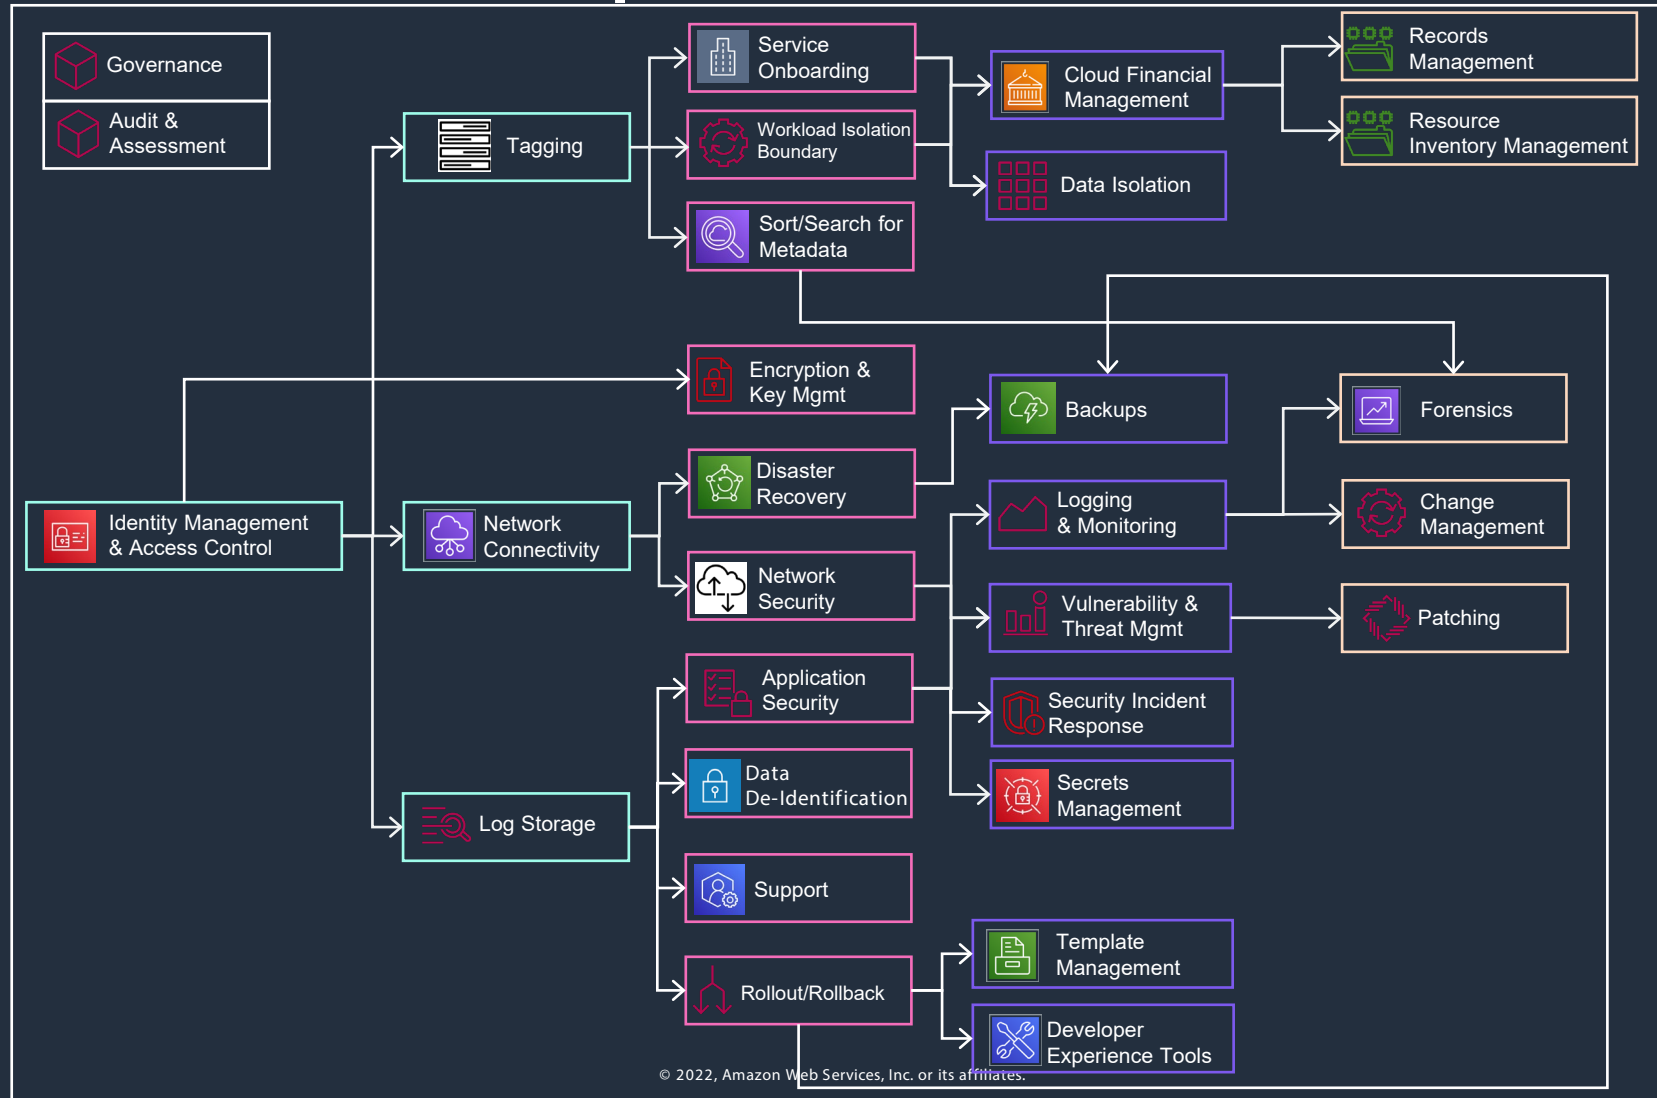 Governance
Audit &
Assessment
Tagging
Service
Onboarding
Workload Isolation
Boundary
Sort/Search for
Metadata
Cloud Financial
Management
Data Isolation
Records
Management
Resource
Inventory Management
Encryption &
Key Mgmt
Disaster
Recovery
Backups
Forensics
Identity Management
& Access Control
Network
Connectivity
Network
Security
Logging
& Monitoring
Change
Management
Vulnerability &
Threat Mgmt
Patching
Application
Security
Security Incident
Response
Data
De-Identification
Secrets
Management
Log Storage
Support
Rollout/Rollback
Template
Management
Developer
Experience Tools
© 2022, Amazon Web Services, Inc. or its affiliates.